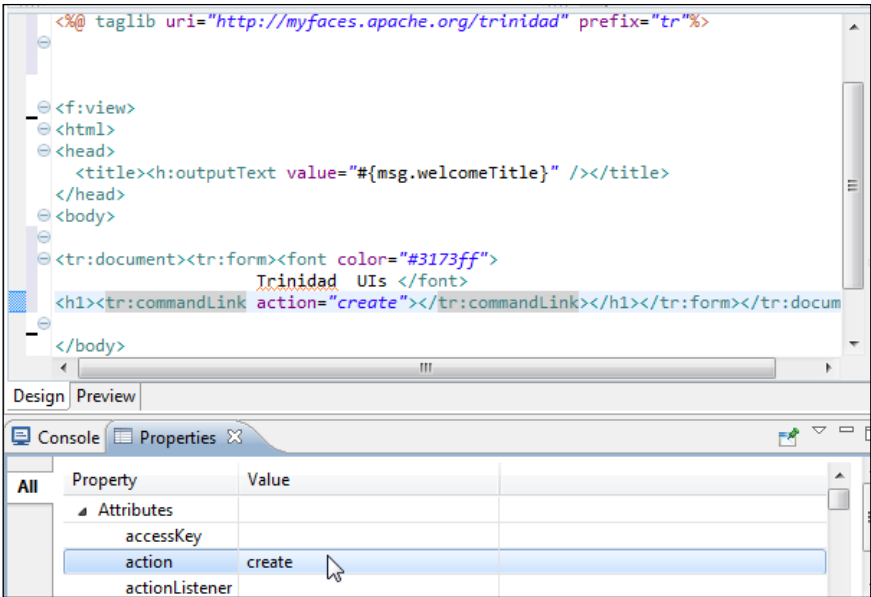 <%@ taglib uri="http://myfaces.apache.org/trinidad" prefix="tr"%>
<f:view>
<html>
<head>
<title><h:outputText value="#{msg.welcomeTitle}" /></title>
</head>
<body>
<tr:document><tr:form><font color="#3173ff">
Trinidad UIs </font>
<h1><tr:commandLink action="create"></tr:commandLink></h1></tr:form></tr:docum
</body>
Design Preview
Console Properties
All Property Value
Attributes
accessKey
action create
actionListener